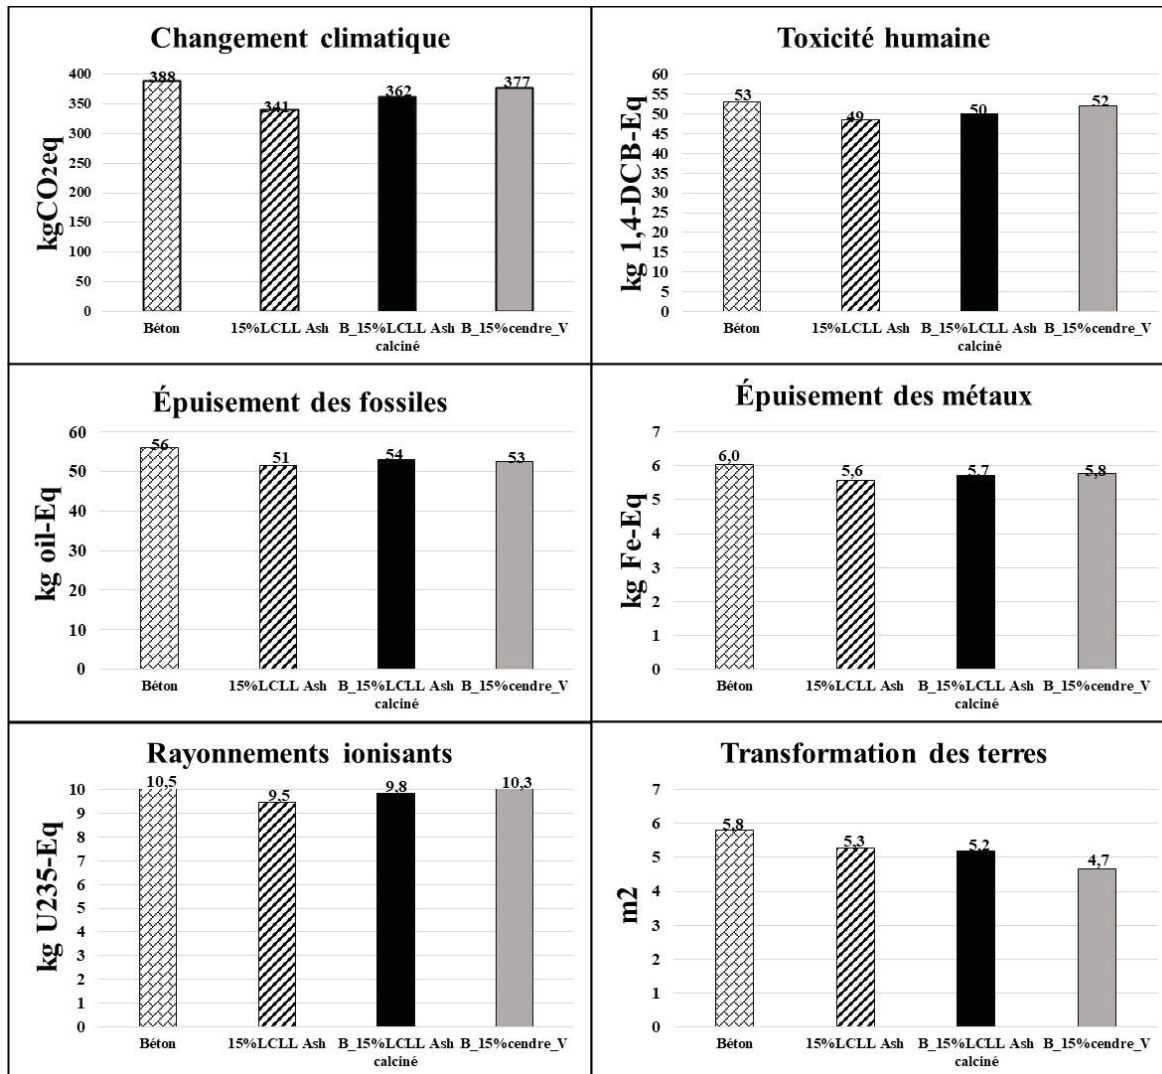 Changement climatique
kgCO2eq
400
350
300
250
200
150
100
50
0
388
341
362
377
Béton
15%LCLL Ash
B_15%LCLL Ash
calciné
B_15%cendre_V
Toxicité humaine
kg 1,4-DCB-Eq
60
55
50
45
40
35
30
25
20
15
10
5
0
53
49
50
52
Béton
15%LCLL Ash
B_15%LCLL Ash
calciné
B_15%cendre_V
Épuisement des fossiles
kg oil-Eq
60
50
40
30
20
10
0
56
51
54
53
Béton
15%LCLL Ash
B_15%LCLL Ash
calciné
B_15%cendre_V
Épuisement des métaux
kg Fe-Eq
7
6
5
4
3
2
1
0
6,0
5,6
5,7
5,8
Béton
15%LCLL Ash
B_15%LCLL Ash
calciné
B_15%cendre_V
Rayonnements ionisants
kg U235-Eq
10
9
8
7
6
5
4
3
2
1
0
10,5
9,5
9,8
10,3
Béton
15%LCLL Ash
B_15%LCLL Ash
calciné
B_15%cendre_V
Transformation des terres
m2
7
6
5
4
3
2
1
0
5,8
5,3
5,2
4,7
Béton
15%LCLL Ash
B_15%LCLL Ash
calciné
B_15%cendre_V